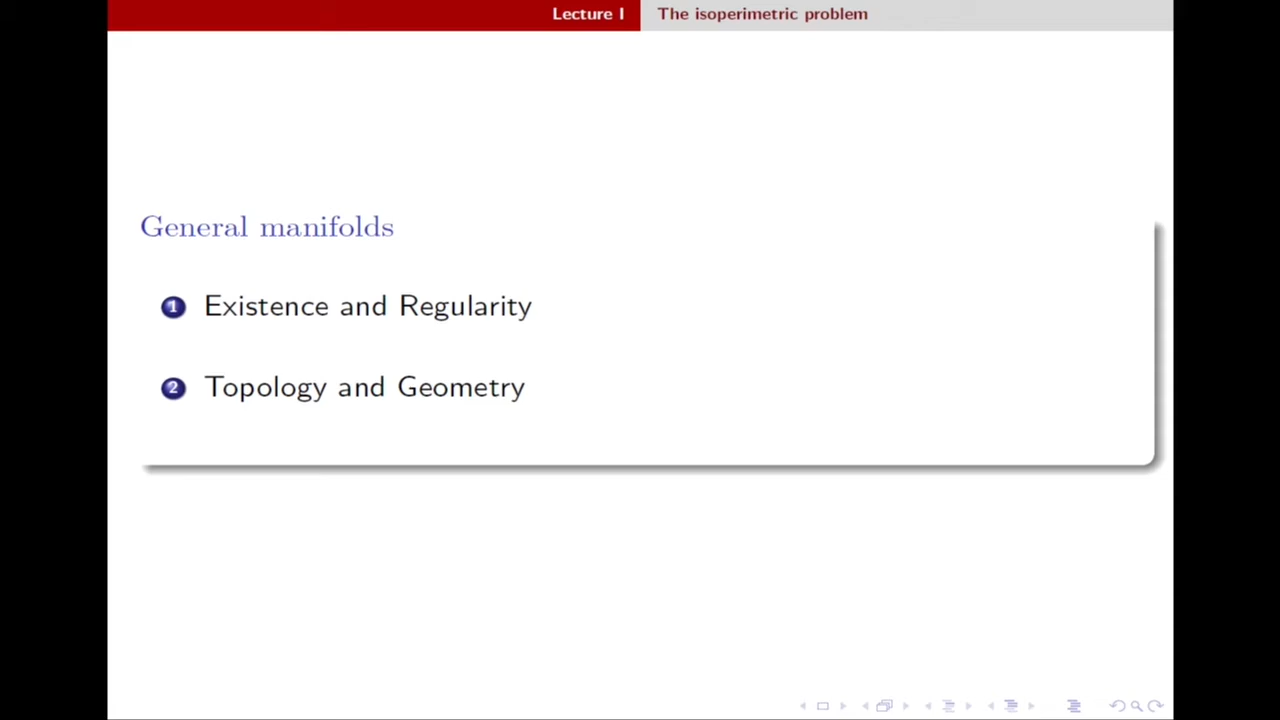 Lecture I
The isoperimetric problem
General manifolds
1 Existence and Regularity
2 Topology and Geometry